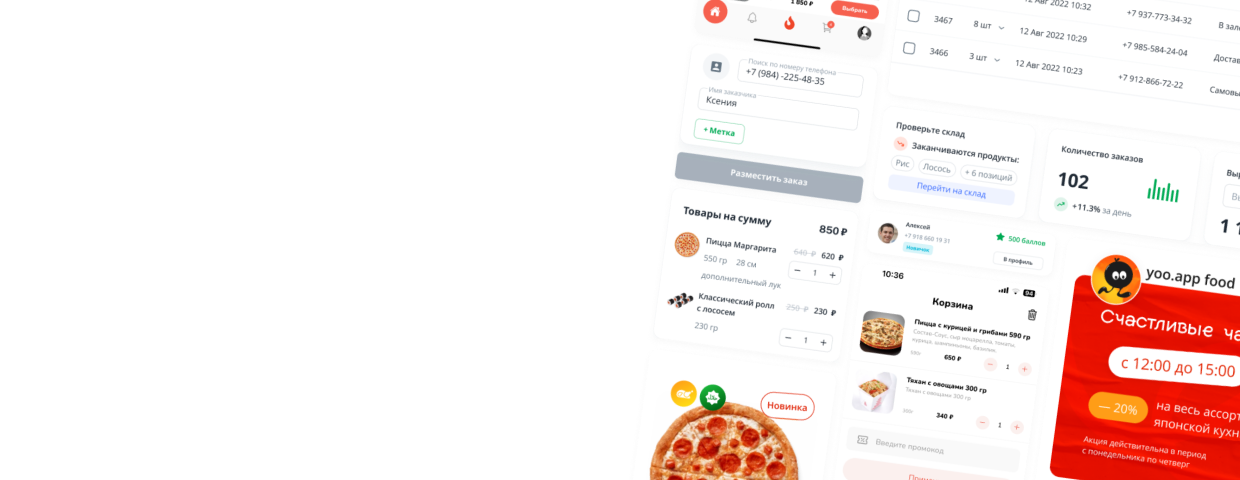 1 850 ₽
Выбрать
Поиск по номеру телефона
+7 (984) -225-48-35
Имя заказчика
Ксения
+ Метка
Разместить заказ
Товары на сумму
850 ₽
Пицца Маргарита
640 ₽ 620 ₽
550 гр 28 см
− 1 +
дополнительный лук
Классический ролл
с лососем
250 ₽ 230 ₽
230 гр
− 1 +
Новинка
12 Авг 2022 10:32
+7 937-773-34-32
В зале
3467
8 шт
12 Авг 2022 10:29
+7 985-584-24-04
Достав
3466
3 шт
12 Авг 2022 10:23
+7 912-866-72-22
Самовы
Проверьте склад
Заканчиваются продукты:
Рис
Лосось
+ 6 позиций
Перейти на склад
Количество заказов
102
+11.3% за день
Выр
Вы
1 1
Алексей
+7 918 660 19 31
Новичок
500 баллов
В профиль
10:36
94
Корзина
Пицца с курицей и грибами 590 гр
Состав: Соус, сыр моцарелла, томаты,
курица, шампиньоны, базилик
650 ₽
− 1 +
Тяхан с овощами 300 гр
Тяхан с овощами 300 гр
340 ₽
− 1 +
Введите промокод
yoo.app food
Счастливые ча
с 12:00 до 15:00
— 20%
на весь ассорт
японской кухн
Акция действительна в период
с понедельника по четверг